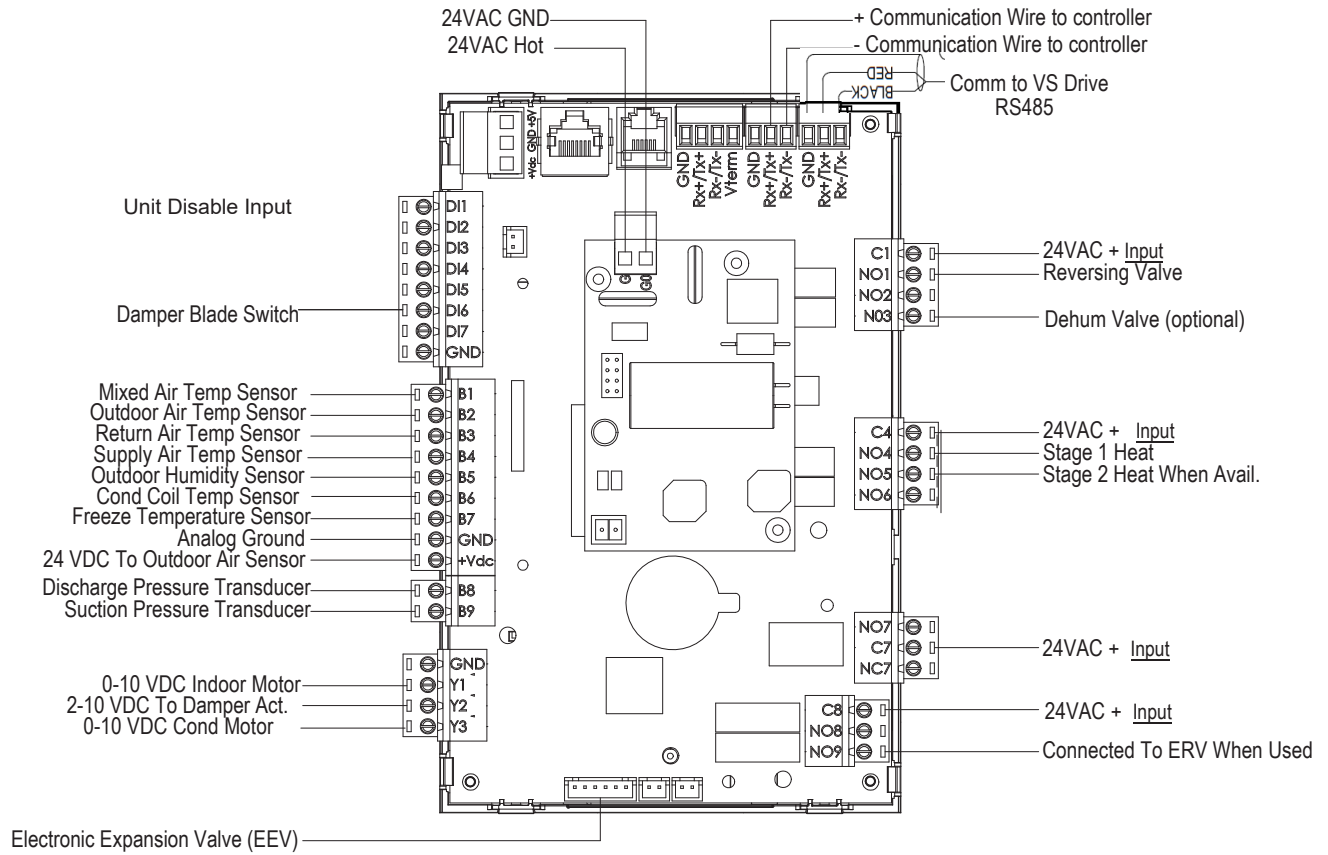 24VAC GND
24VAC Hot
+ Communication Wire to controller
- Communication Wire to controller
RED
BLACK
Comm to VS Drive
RS485
+Vdc GND +5V
GND
Rx+/Tx+
Rx-/Tx-
Vterm
GND
Rx+/Tx+
Rx-/Tx-
GND
Rx+/Tx+
Rx-/Tx-
G
G0
Unit Disable Input
DI1
DI2
DI3
DI4
DI5
Damper Blade Switch
DI6
DI7
GND
Mixed Air Temp Sensor
B1
Outdoor Air Temp Sensor
B2
Return Air Temp Sensor
B3
Supply Air Temp Sensor
B4
Outdoor Humidity Sensor
B5
Cond Coil Temp Sensor
B6
Freeze Temperature Sensor
B7
Analog Ground
GND
24 VDC To Outdoor Air Sensor
+Vdc
Discharge Pressure Transducer
B8
Suction Pressure Transducer
B9
GND
0-10 VDC Indoor Motor
Y1
2-10 VDC To Damper Act.
Y2
0-10 VDC Cond Motor
Y3
Electronic Expansion Valve (EEV)
C1
24VAC + Input
NO1
Reversing Valve
NO2
N03
Dehum Valve (optional)
C4
24VAC + Input
NO4
Stage 1 Heat
NO5
Stage 2 Heat When Avail.
NO6
NO7
C7
24VAC + Input
NC7
C8
24VAC + Input
NO8
NO9
Connected To ERV When Used